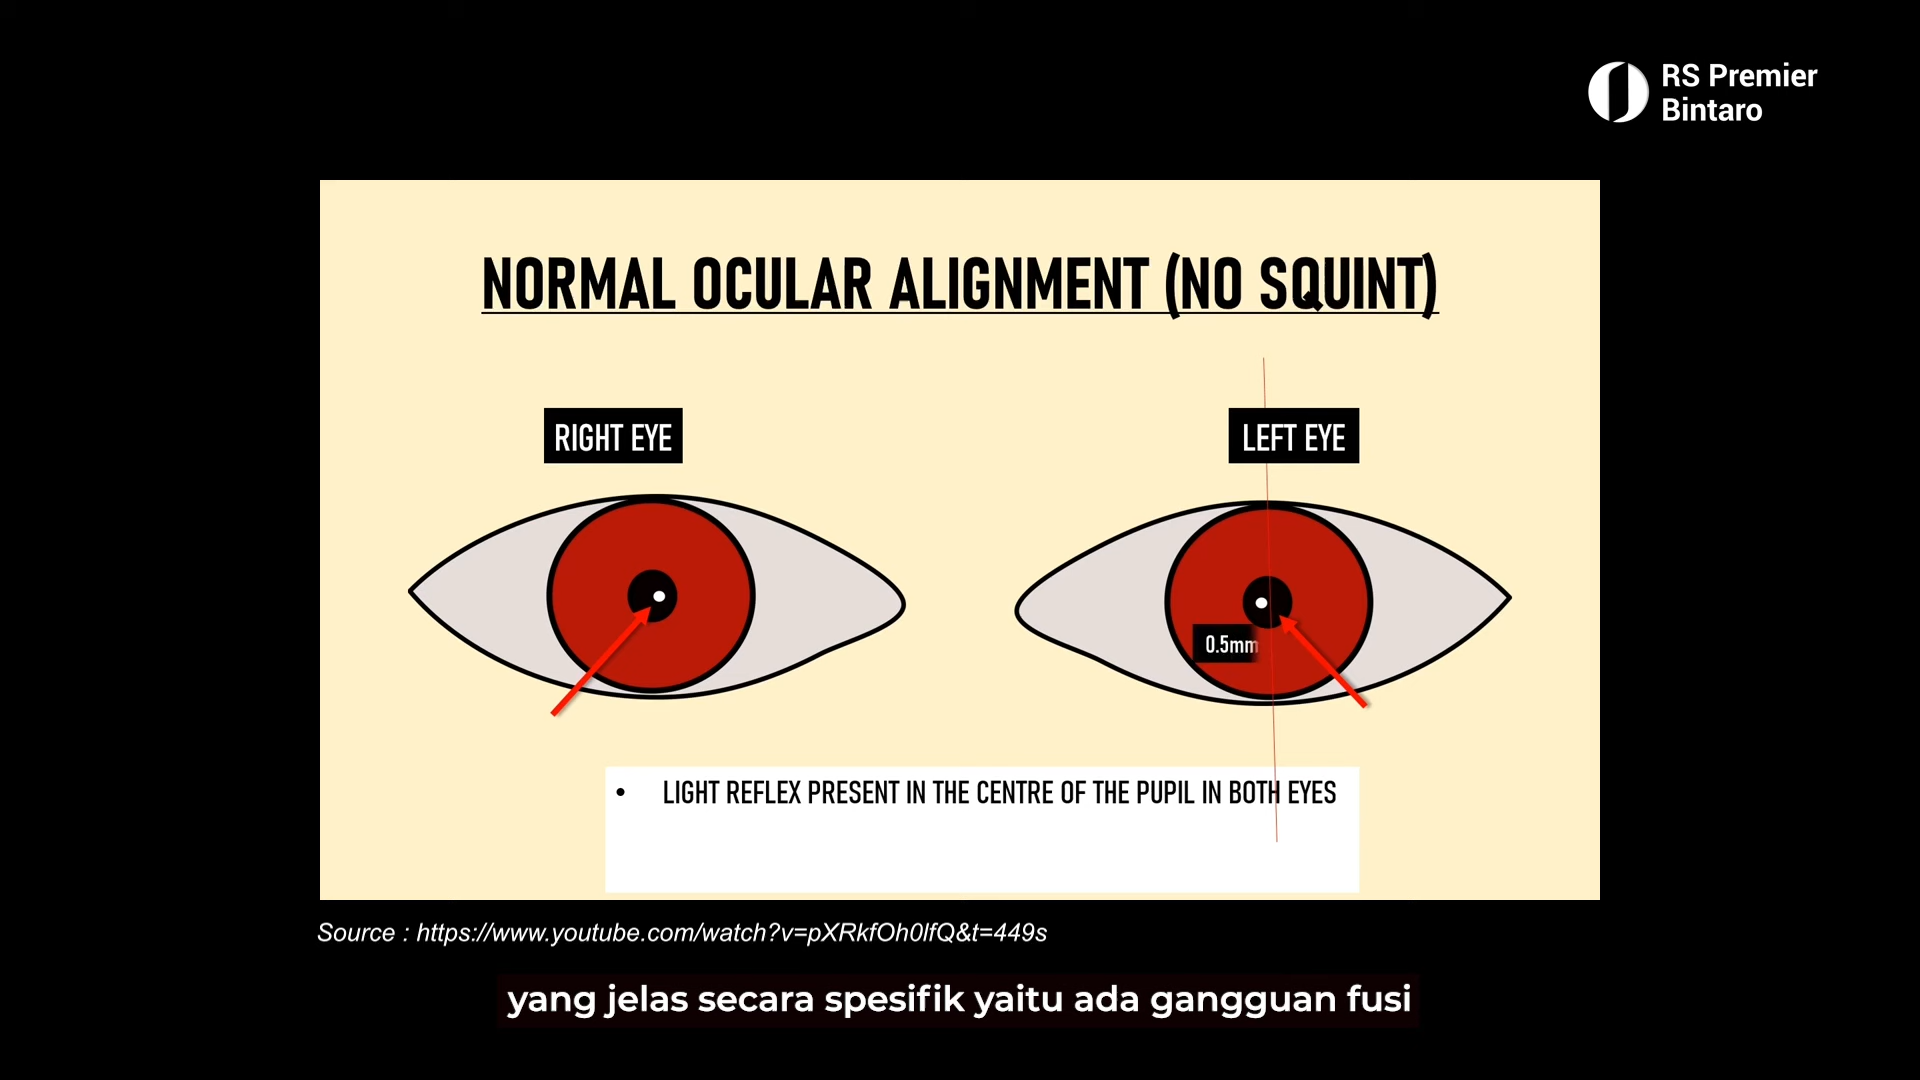 RS Premier
Bintaro
NORMAL OCULAR ALIGNMENT (NO SQUINT)
RIGHT EYE
LEFT EYE
0.5mm
• LIGHT REFLEX PRESENT IN THE CENTRE OF THE PUPIL IN BOTH EYES
Source : https://www.youtube.com/watch?v=pXRkfOh0lfQ&t=449s
yang jelas secara spesifik yaitu ada gangguan fusi